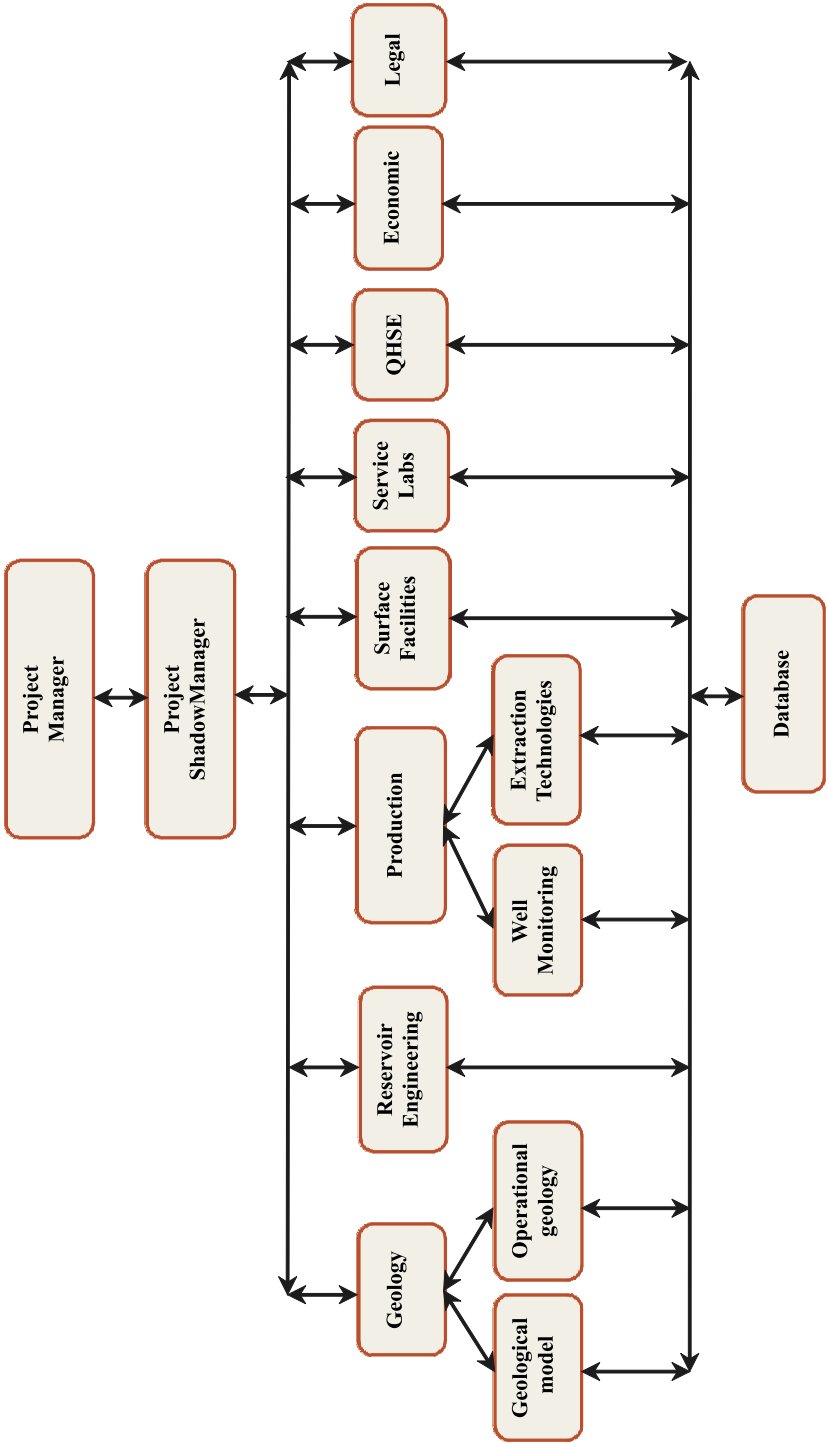 Project
Manager
Project
ShadowManager
Geology
Reservoir
Engineering
Production
Surface
Facilities
Service
Labs
QHSE
Economic
Legal
Geological
model
Operational
geology
Well
Monitoring
Extraction
Technologies
Database